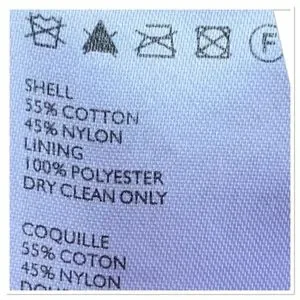 F
SHELL
55% COTTON
45% NYLON
LINING
100% POLYESTER
DRY CLEAN ONLY
COQUILLE
55% COTON
45% NYLON